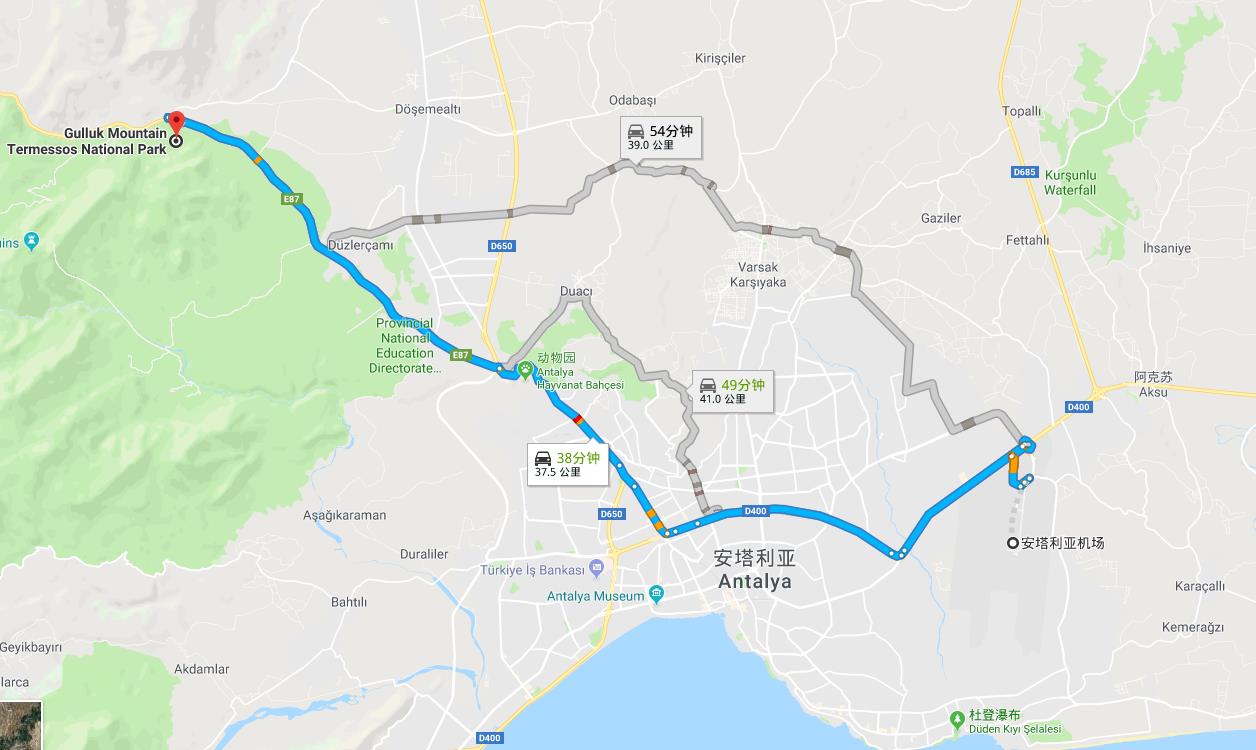 Kirişçiler
Odabaşı
Döşemealtı
Topallı
54分钟
39.0 公里
Gulluk Mountain
Termessos National Park
D685
Kurşunlu
Waterfall
E87
Gaziler
Fettahlı
İhsaniye
uins
Düzlerçamı
D650
Varsak
Karşıyaka
Duacı
Provincial
National
Education
Directorate...
E87
动物园
Antalya
Hayvanat Bahçesi
49分钟
41.0 公里
阿克苏
Aksu
D400
38分钟
37.5 公里
D650
D400
Aşağıkaraman
安塔利亚机场
Duraliler
安塔利亚
Antalya
Türkiye İş Bankası
Antalya Museum
Karaçallı
Bahtılı
Kemerağzı
Geyikbayırı
Akdamlar
larca
杜登瀑布
Düden Kıyı Şelalesi
D400